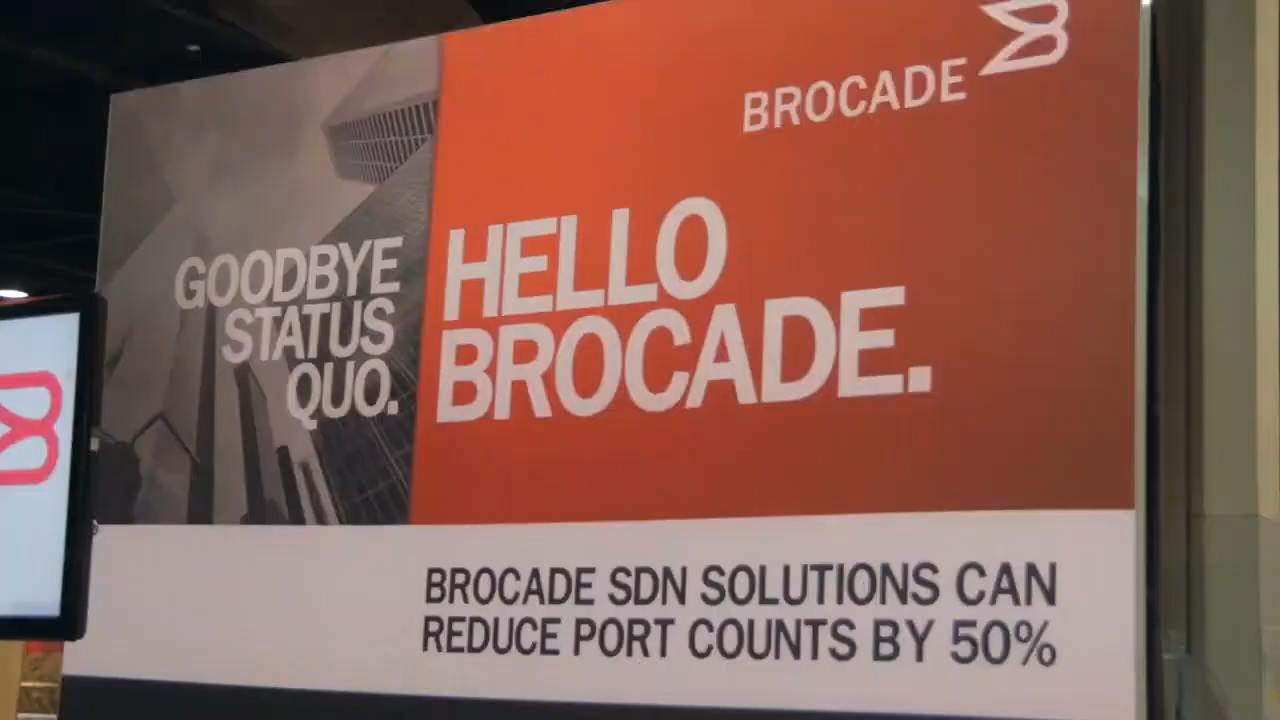 BROCADE
GOODBYE
STATUS
QUO.
HELLO
BROCADE.
BROCADE SDN SOLUTIONS CAN
REDUCE PORT COUNTS BY 50%